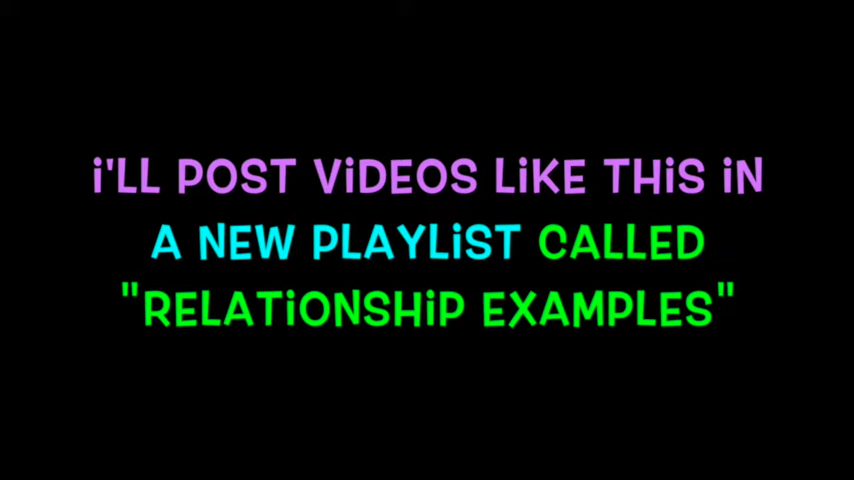 i'LL POST ViDEOS LiKE THiS iN
A NEW PLAYLiST CALLED
"RELATiONSHiP EXAMPLES"